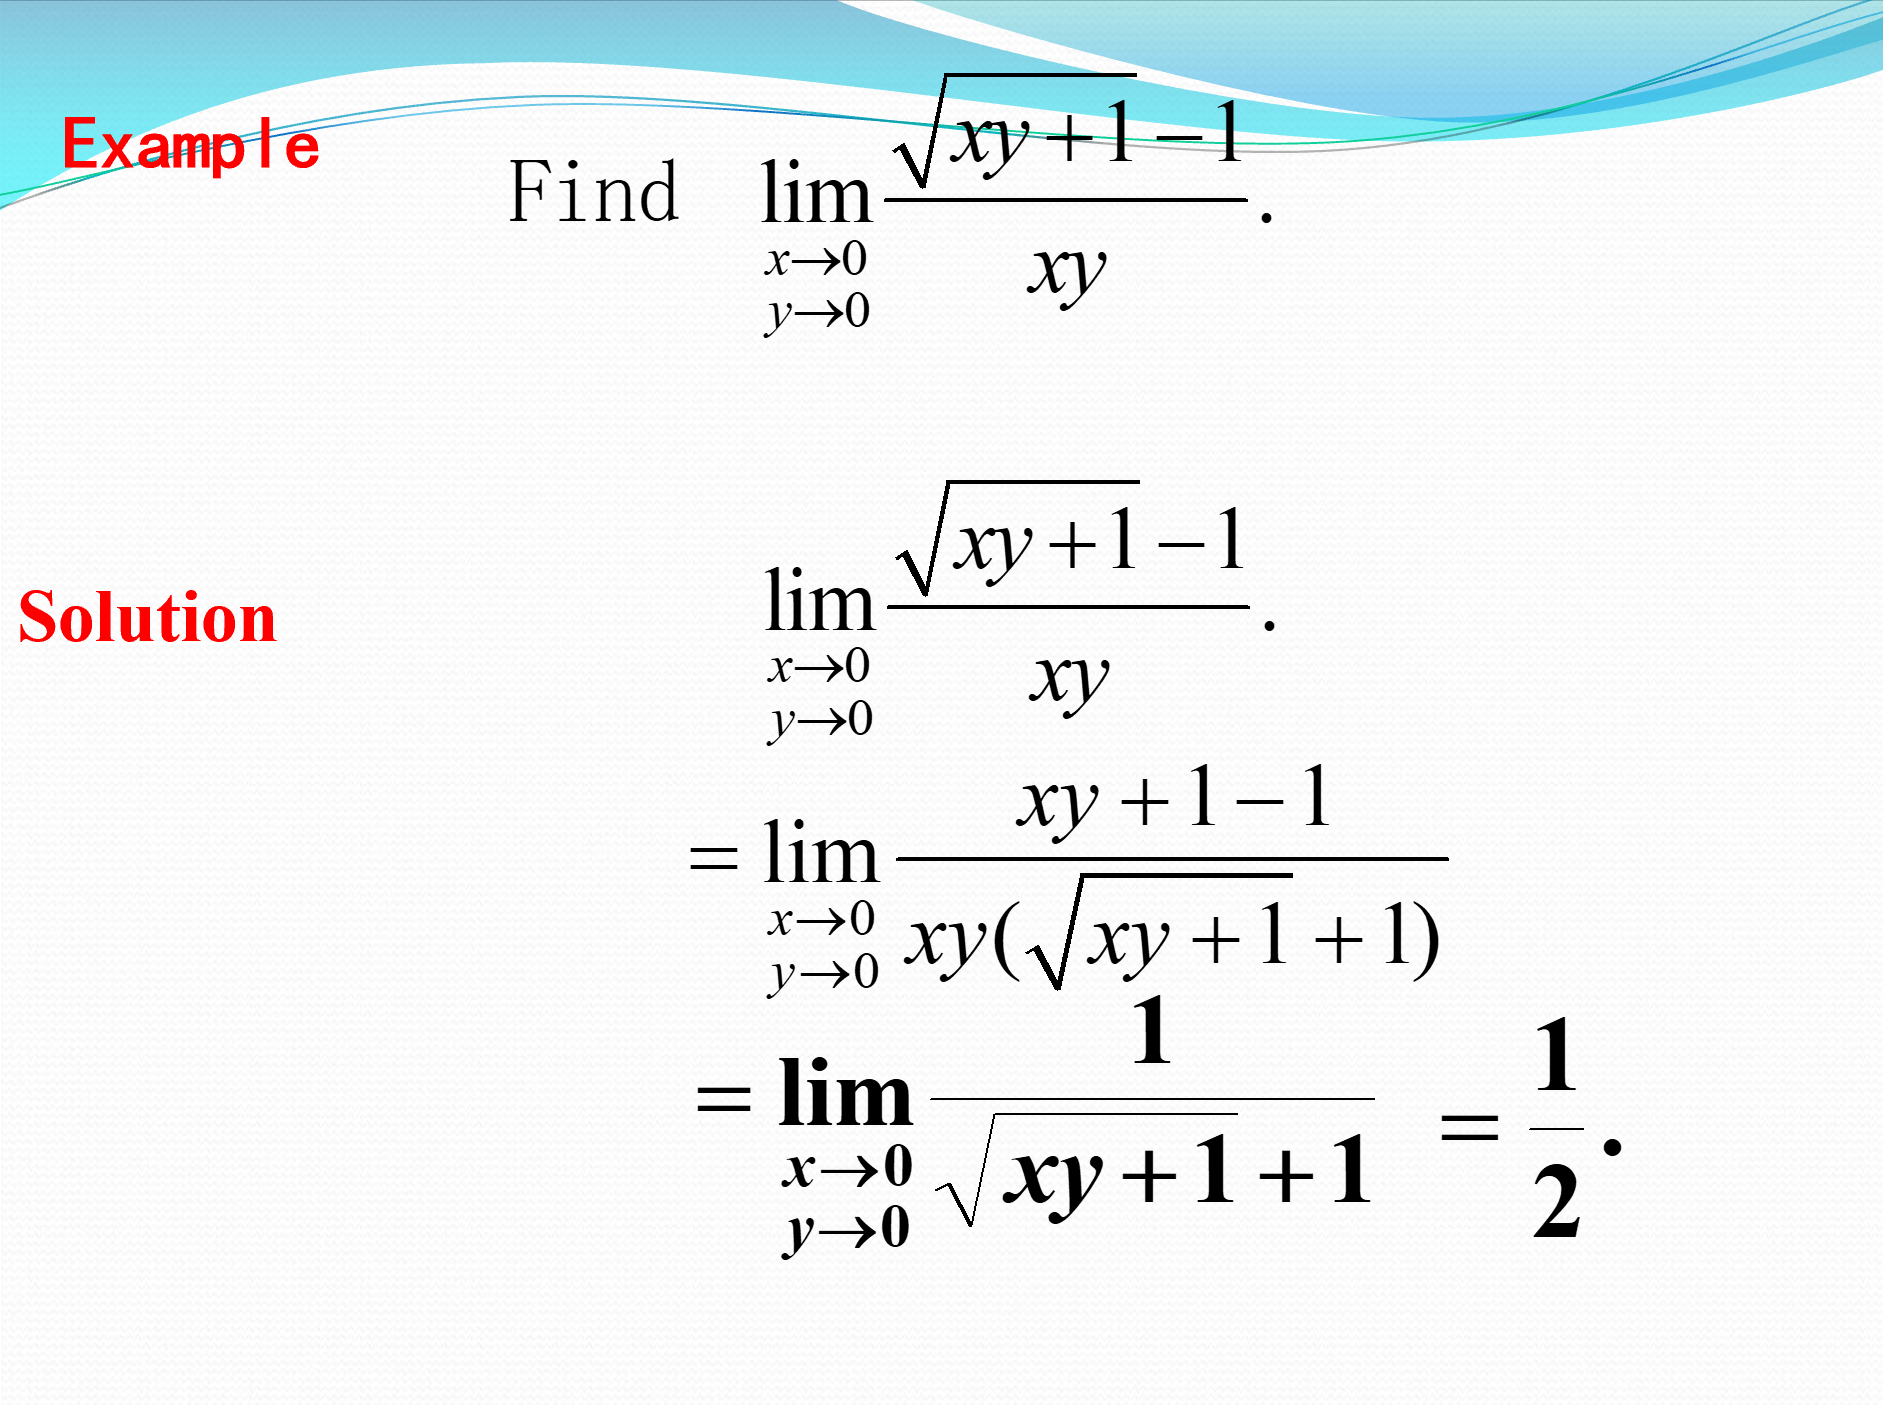 Example
Find $\lim_{\substack{x \to 0 \\ y \to 0}} \frac{\sqrt{xy+1}-1}{xy}.$
Solution
$\lim_{\substack{x \to 0 \\ y \to 0}} \frac{\sqrt{xy+1}-1}{xy}.$
$= \lim_{\substack{x \to 0 \\ y \to 0}} \frac{xy+1-1}{xy(\sqrt{xy+1}+1)}$
$= \lim_{\substack{x \to 0 \\ y \to 0}} \frac{1}{\sqrt{xy+1}+1} = \frac{1}{2}.$